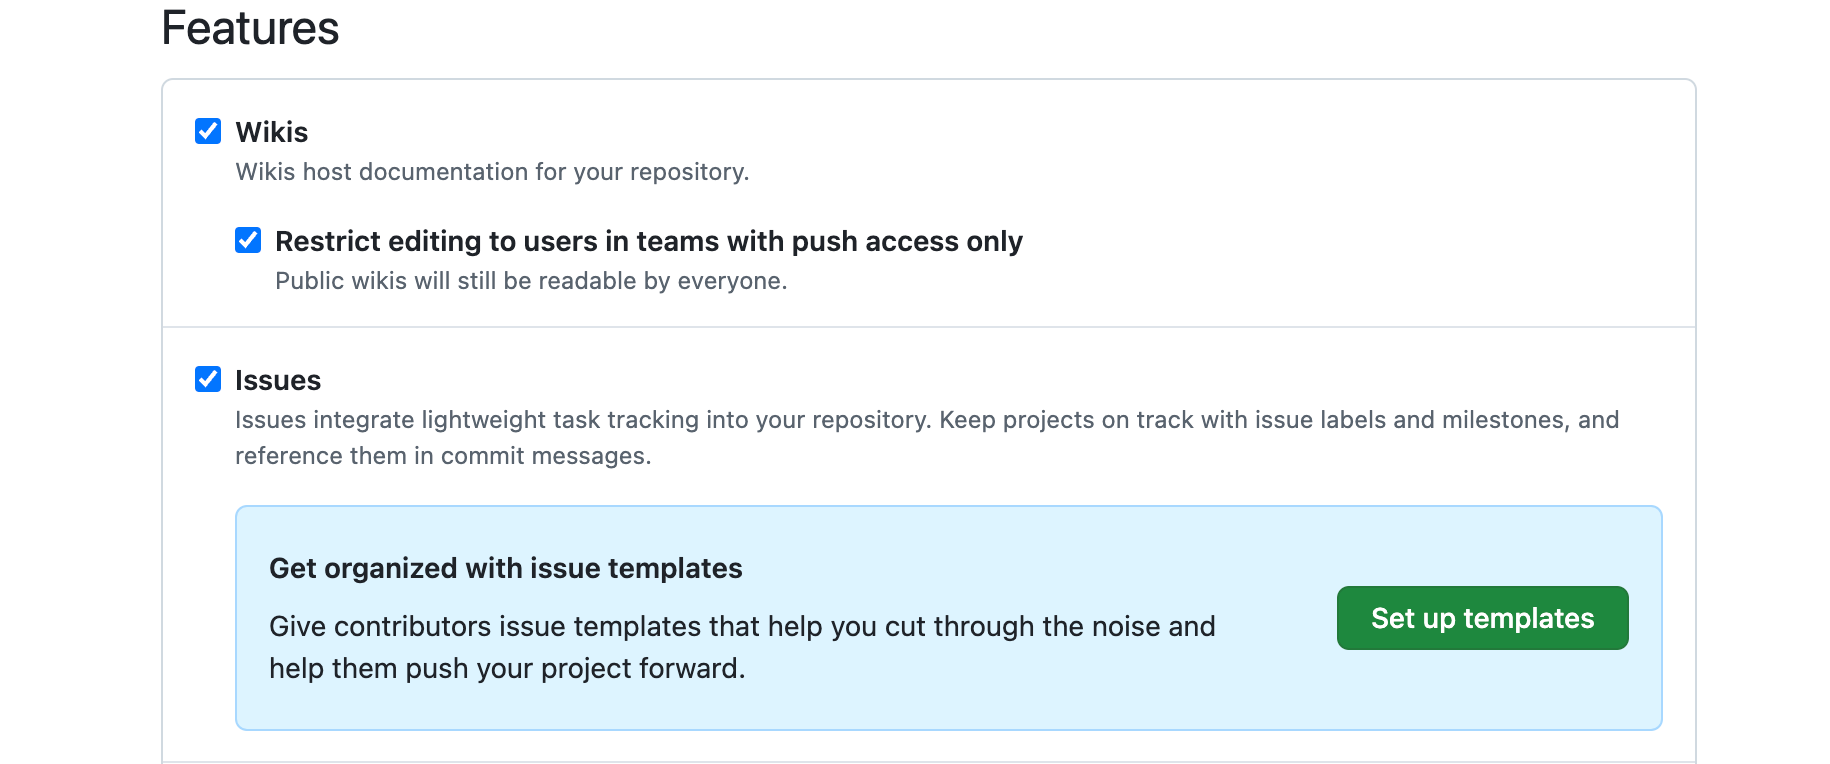 Features
Wikis
Wikis host documentation for your repository.
Restrict editing to users in teams with push access only
Public wikis will still be readable by everyone.
Issues
Issues integrate lightweight task tracking into your repository. Keep projects on track with issue labels and milestones, and
reference them in commit messages.
Get organized with issue templates
Give contributors issue templates that help you cut through the noise and
help them push your project forward.
Set up templates